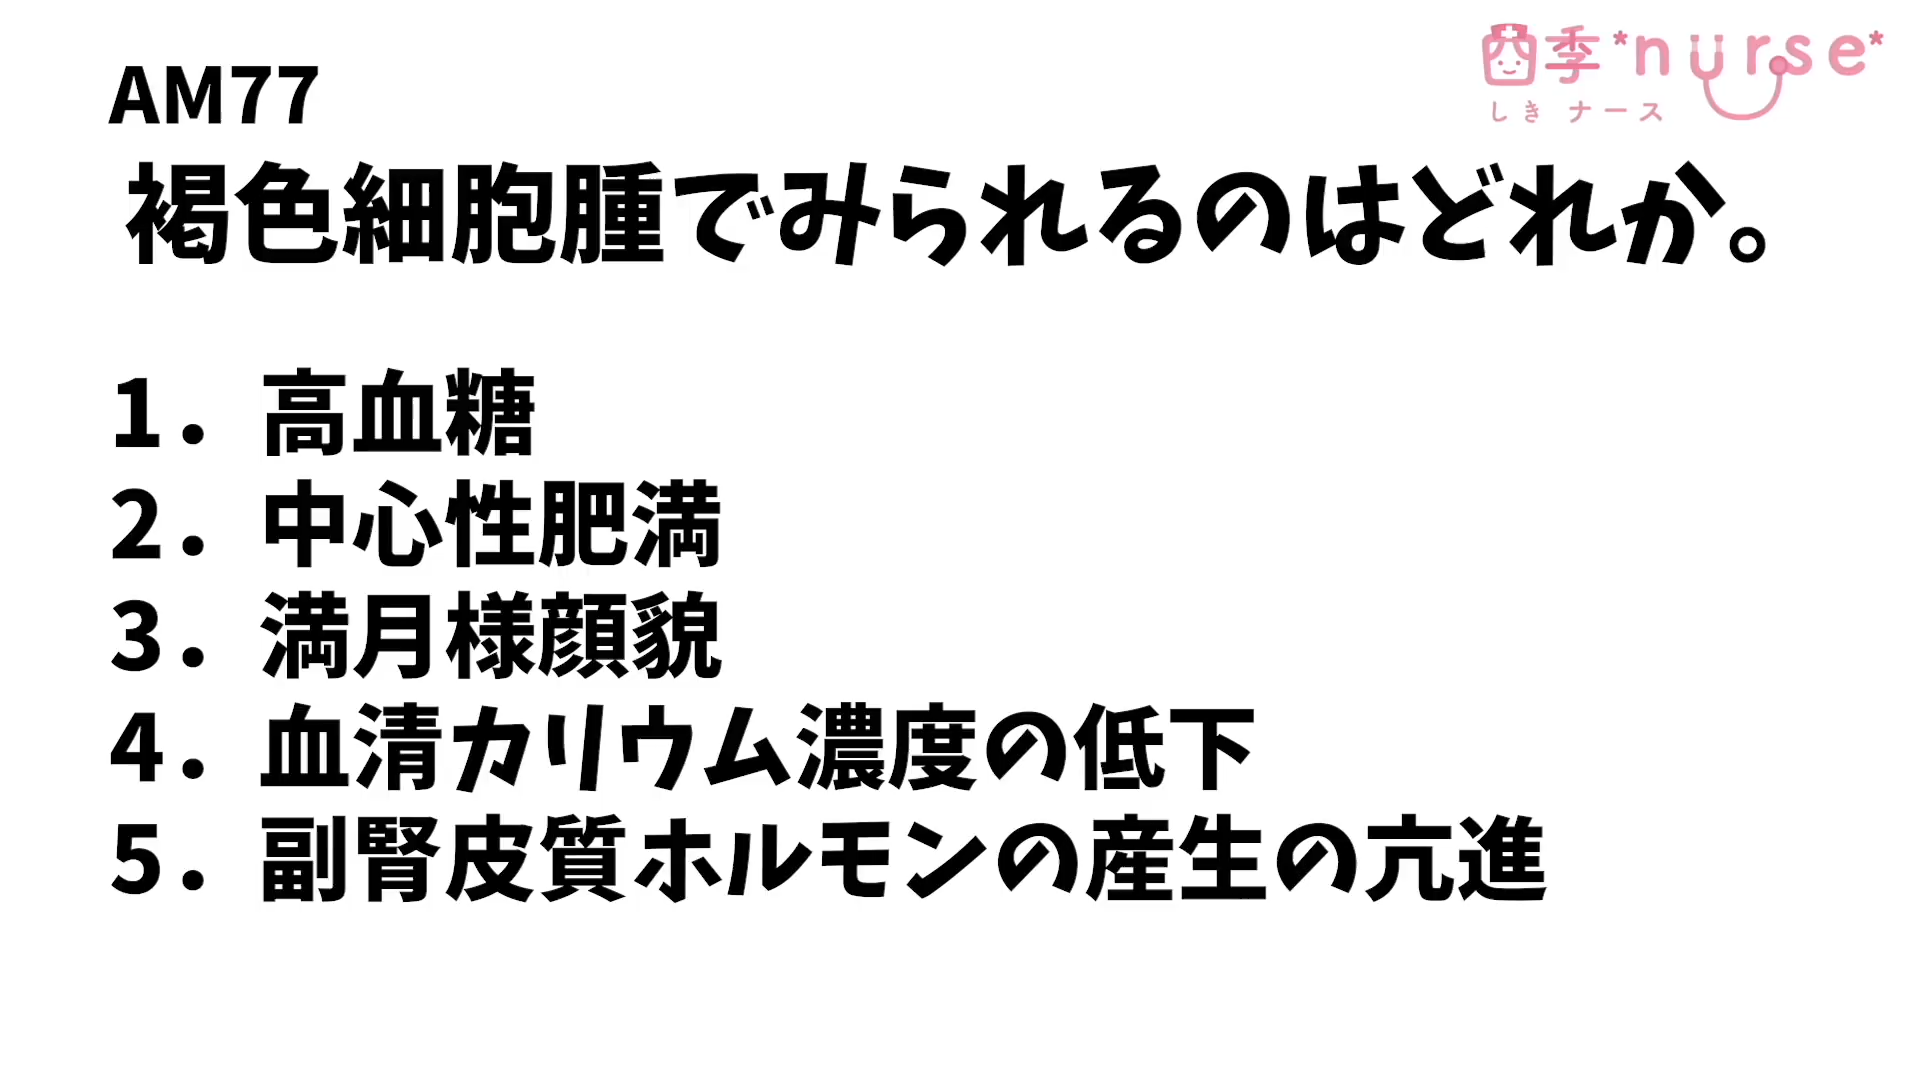 四季*nurse*
しき ナース
AM77
褐色細胞腫でみられるのはどれか。
1．高血糖
2．中心性肥満
3．満月様顔貌
4．血清カリウム濃度の低下
5．副腎皮質ホルモンの産生の亢進